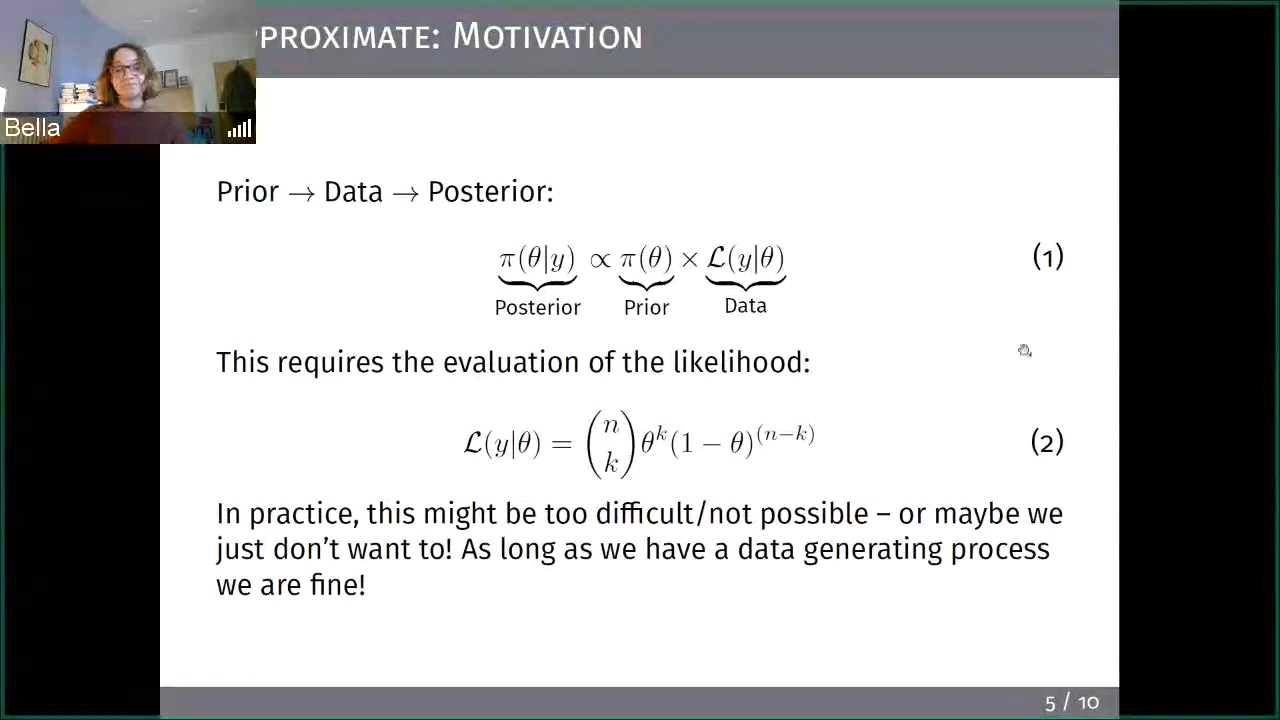 PPROXIMATE: MOTIVATION
Bella
Prior → Data → Posterior:
π(θ|y) ∝ π(θ) × ℒ(y|θ) (1)
Posterior Prior Data
This requires the evaluation of the likelihood:
ℒ(y|θ) = (n k) θ^k (1 − θ)^(n−k) (2)
In practice, this might be too difficult/not possible – or maybe we
just don't want to! As long as we have a data generating process
we are fine!
5 / 10